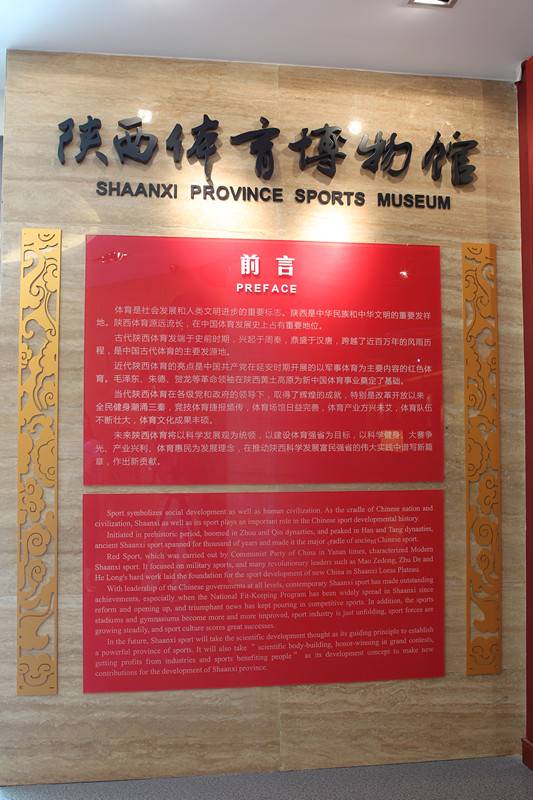 陕西体育博物馆
SHAANXI PROVINCE SPORTS MUSEUM
前言
PREFACE
体育是社会发展和人类文明进步的重要标志。陕西是中华民族和中华文明的重要发祥
地。陕西体育源远流长，在中国体育发展史上占有重要地位。
古代陕西体育发端于史前时期，兴起于周秦，鼎盛于汉唐，跨越了近百万年的风雨历
程，是中国古代体育的主要发源地。
近代陕西体育的亮点是中国共产党在延安时期开展的以军事体育为主要内容的红色体
育。毛泽东、朱德、贺龙等革命领袖在陕西黄土高原为新中国体育事业奠定了基础。
当代陕西体育在各级党和政府的领导下，取得了辉煌的成就，特别是改革开放以来，
全民健身潮涌三秦，竞技体育捷报频传，体育场馆日益完善，体育产业方兴未艾，体育队伍
不断壮大，体育文化成果丰硕。
未来陕西体育将以科学发展观为统领，以建设体育强省为目标，以科学健身、大赛争
光、产业兴利、体育惠民为发展理念，在推动陕西科学发展富民强省的伟大实践中谱写新篇
章，作出新贡献。
Sport symbolizes social development as well as human civilization. As the cradle of Chinese nation and
civilization, Shaanxi as well as its sport plays an important role in the Chinese sport developmental history.
Initiated in prehistoric period, boomed in Zhou and Qin dynasties, and peaked in Han and Tang dynasties,
ancient Shaanxi sport spanned for thousand of years and made it the major cradle of ancient Chinese sport.
Red Sport, which was carried out by Communist Party of China in Yanan times, characterized Modern
Shaanxi sport. It focused on military sports, and many revolutionary leaders such as Mao Zedong, Zhu De and
He Long's hard work laid the foundation for the sport development of new China in Shaanxi Loess Plateau.
With leadership of the Chinese governments at all levels, contemporary Shaanxi sport has made outstanding
achievements, especially when the National Fit-Keeping Program has been widely spread in Shaanxi since
reform and opening up, and triumphant news has kept pouring in competitive sports. In addition, the sports
stadiums and gymnasiums become more and more improved, sport industry is just unfolding, sport forces are
growing steadily, and sport culture scores great successes.
In the future, Shaanxi sport will take the scientific development thought as its guiding principle to establish
a powerful province of sports. It will also take " scientific body-building, honor-winning in grand contests,
getting profits from industries and sports benefiting people " as its development concept to make new
contributions for the development of Shaanxi province.